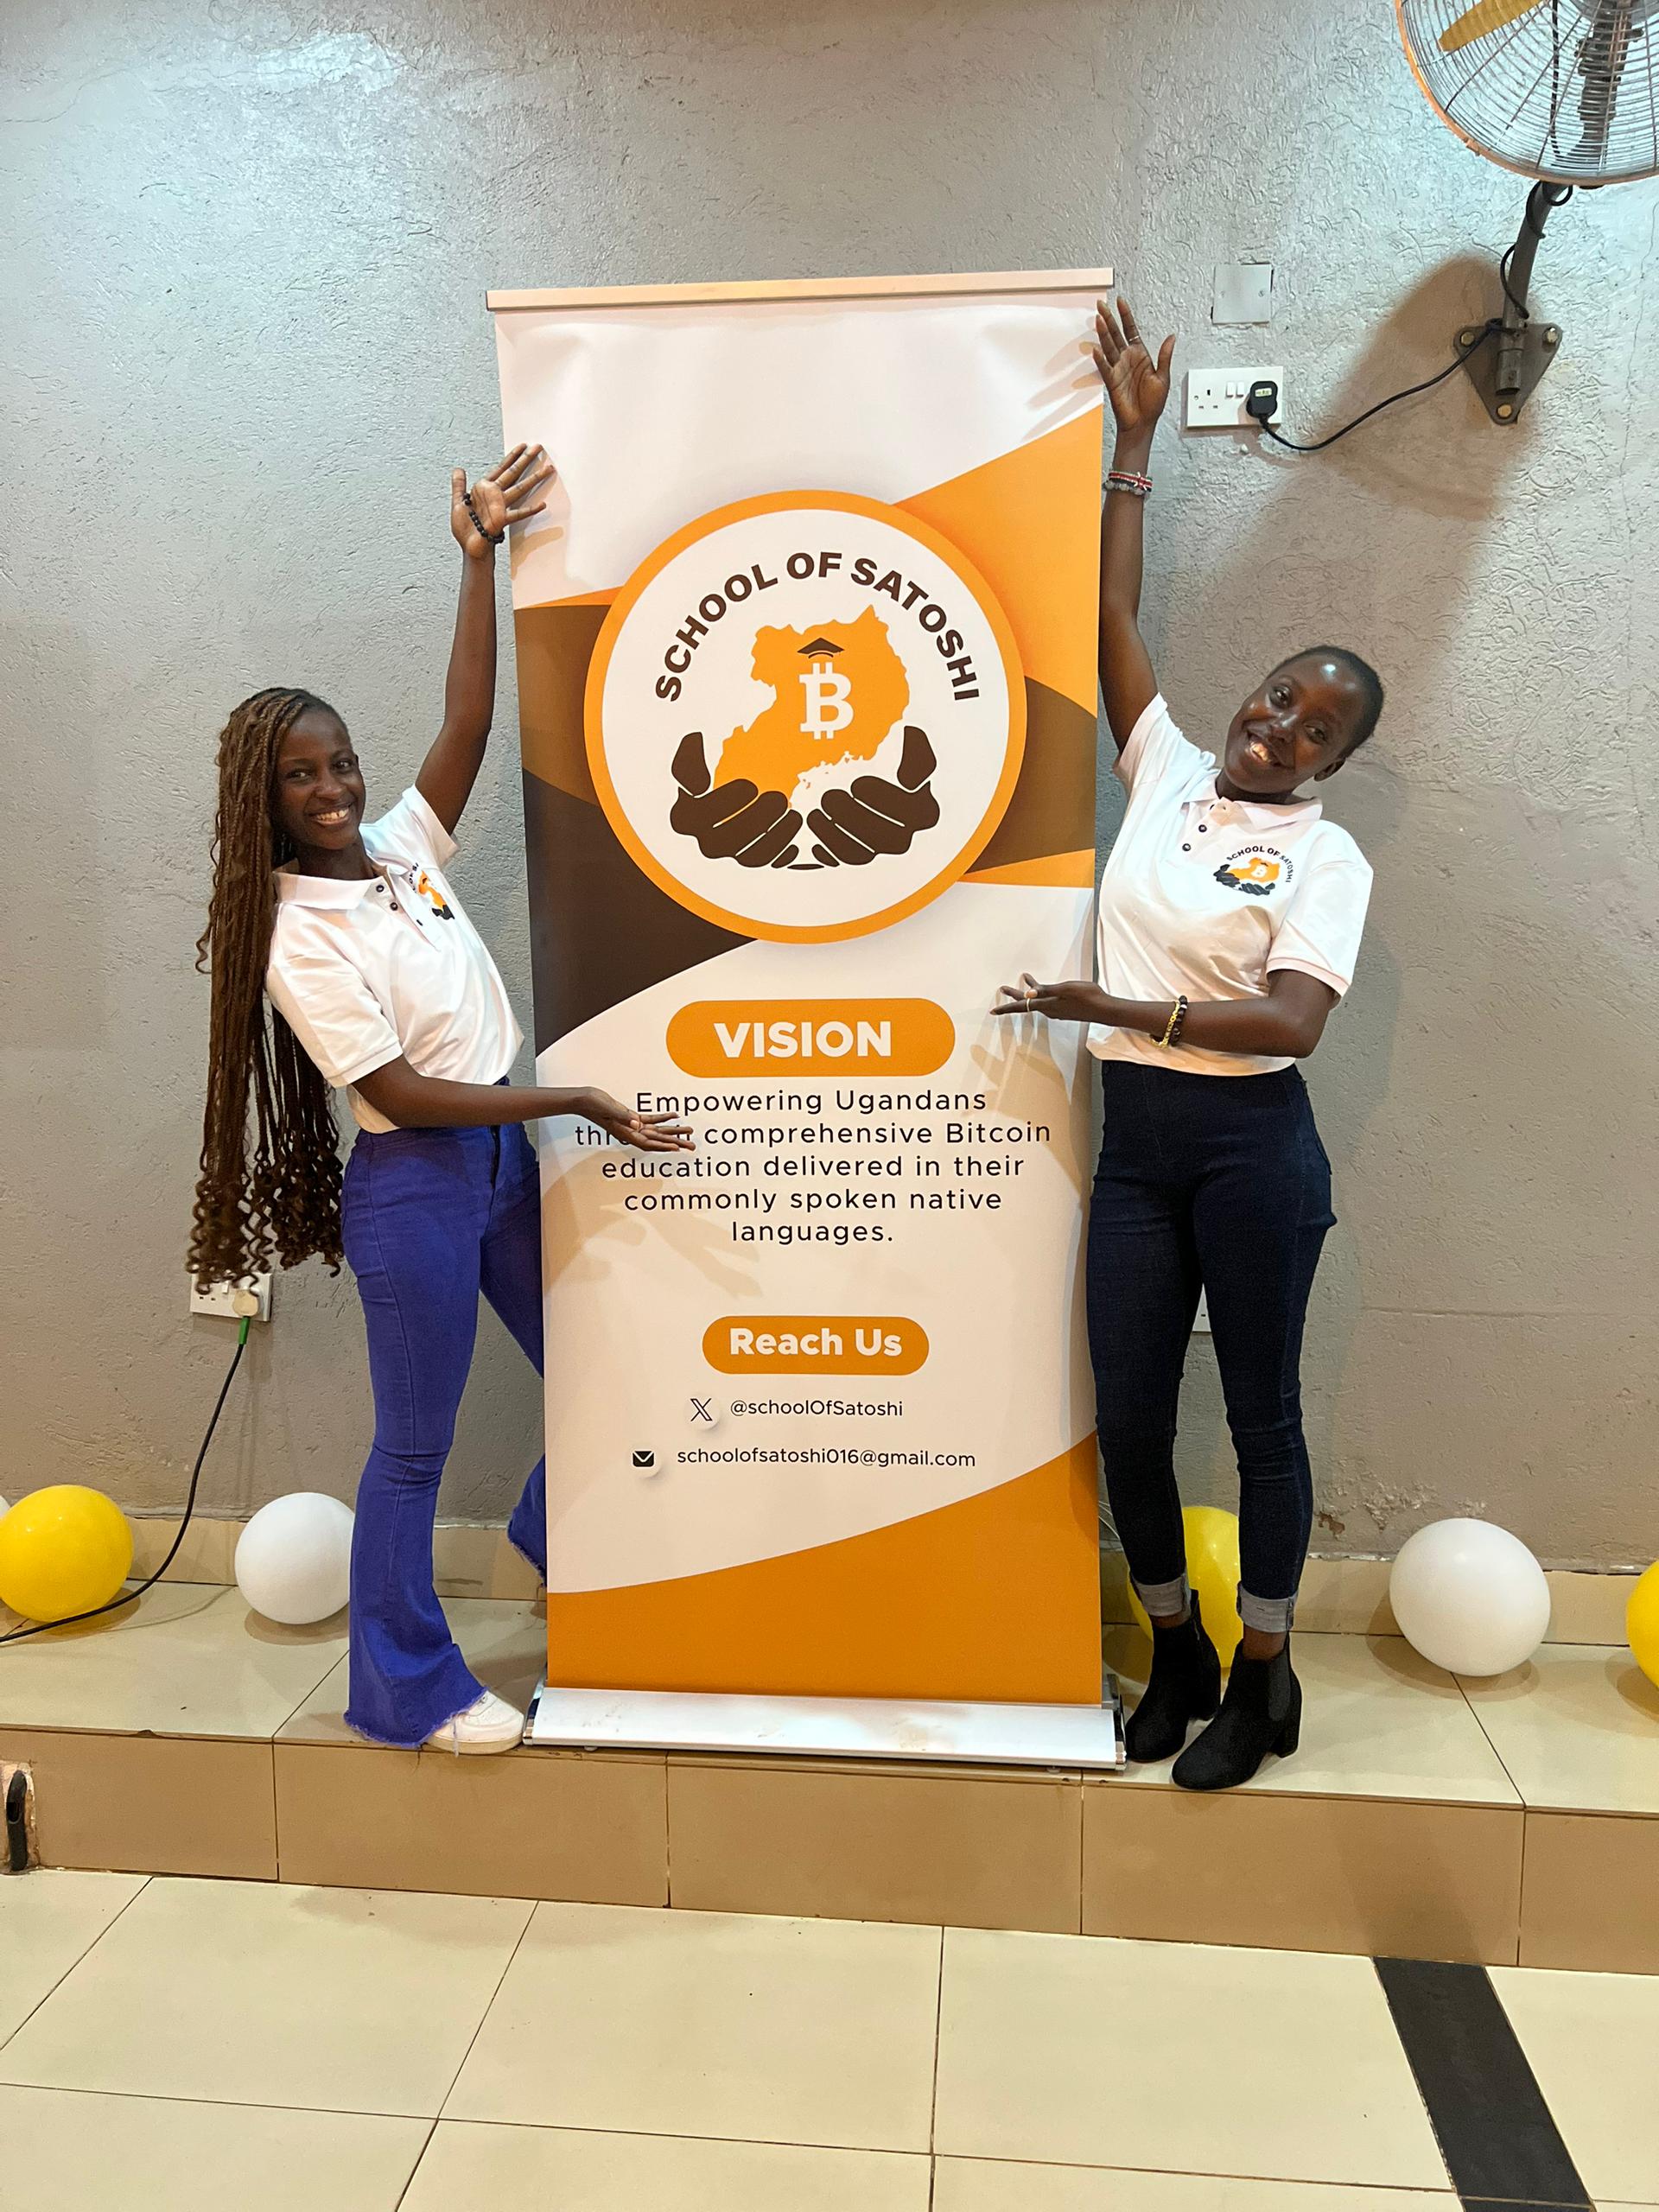 SCHOOL OF SATOSHI
B
VISION
Empowering Ugandans
comprehensive Bitcoin
education delivered in their
commonly spoken native
languages.
Reach Us
X @schoolOfSatoshi
schoolofsatoshi016@gmail.com
SCHOOL OF SATOSHI
B